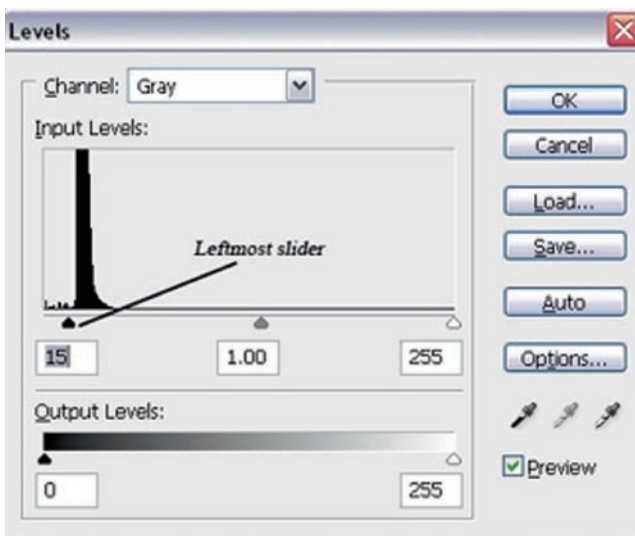 Levels
Channel: Gray
Input Levels:
Leftmost slider
15 1.00 255
Output Levels:
0 255
OK
Cancel
Load...
Save...
Auto
Options...
Preview